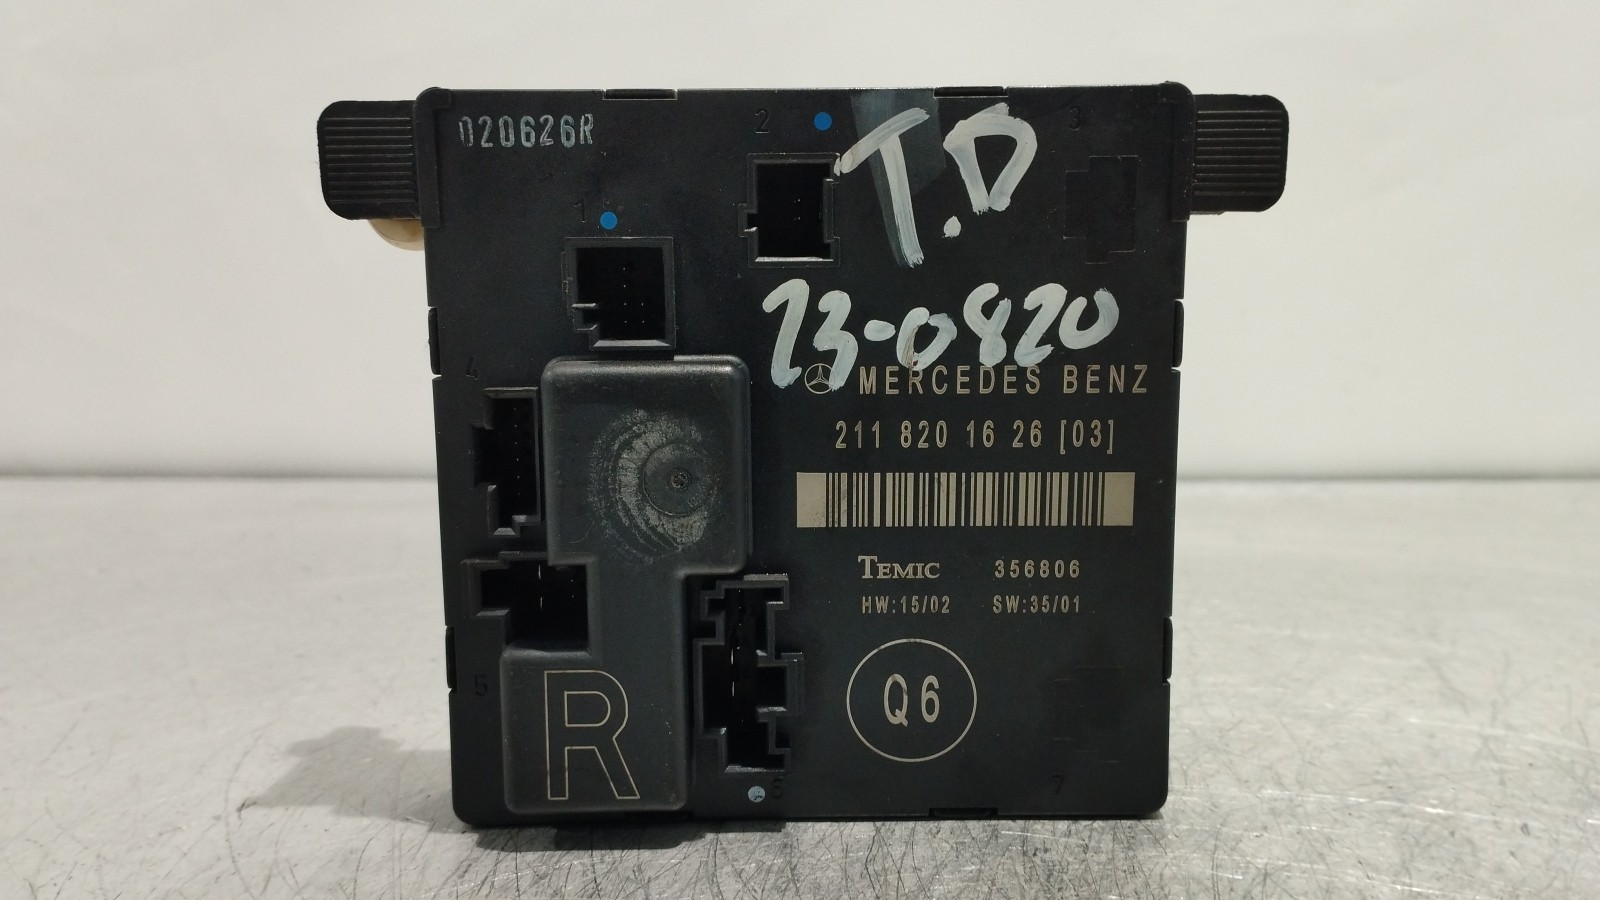 020626R
2
3
T.D
1
23-0820
4
MERCEDES BENZ
211 820 16 26 [03]
TEMIC 356806
HW:15/02 SW:35/01
5
R
Q6
6
7